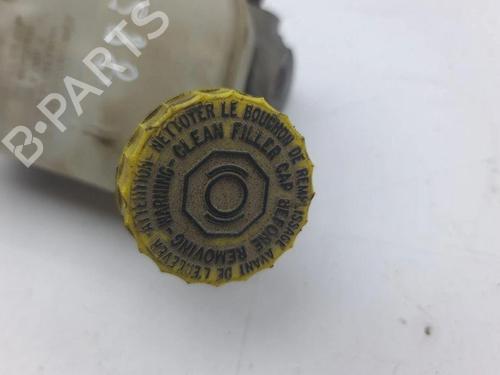 B-PARTS
ATTENTION- NETTOYER LE BOUCHON DE REMPLISSAGE AVANT DE L'ENLEVER
WARNING- CLEAN FILLER CAP BEFORE REMOVING-